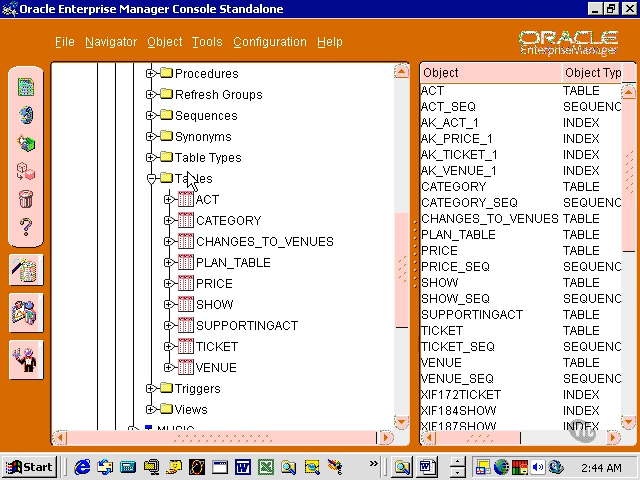 Oracle Enterprise Manager Console Standalone
File Navigator Object Tools Configuration Help
ORACLE
EnterpriseManager
Procedures
Refresh Groups
Sequences
Synonyms
Table Types
Tables
ACT
CATEGORY
CHANGES_TO_VENUES
PLAN_TABLE
PRICE
SHOW
SUPPORTINGACT
TICKET
VENUE
Triggers
Views
MUSIC
Object Object Typ
ACT TABLE
ACT_SEQ SEQUENC
AK_ACT_1 INDEX
AK_PRICE_1 INDEX
AK_TICKET_1 INDEX
AK_VENUE_1 INDEX
CATEGORY TABLE
CATEGORY_SEQ SEQUENC
CHANGES_TO_VENUES TABLE
PLAN_TABLE TABLE
PRICE TABLE
PRICE_SEQ SEQUENC
SHOW TABLE
SHOW_SEQ SEQUENC
SUPPORTINGACT TABLE
TICKET TABLE
TICKET_SEQ SEQUENC
VENUE TABLE
VENUE_SEQ SEQUENC
XIF172TICKET INDEX
XIF184SHOW INDEX
XIF187SHOW INDEX
Start
2:44 AM